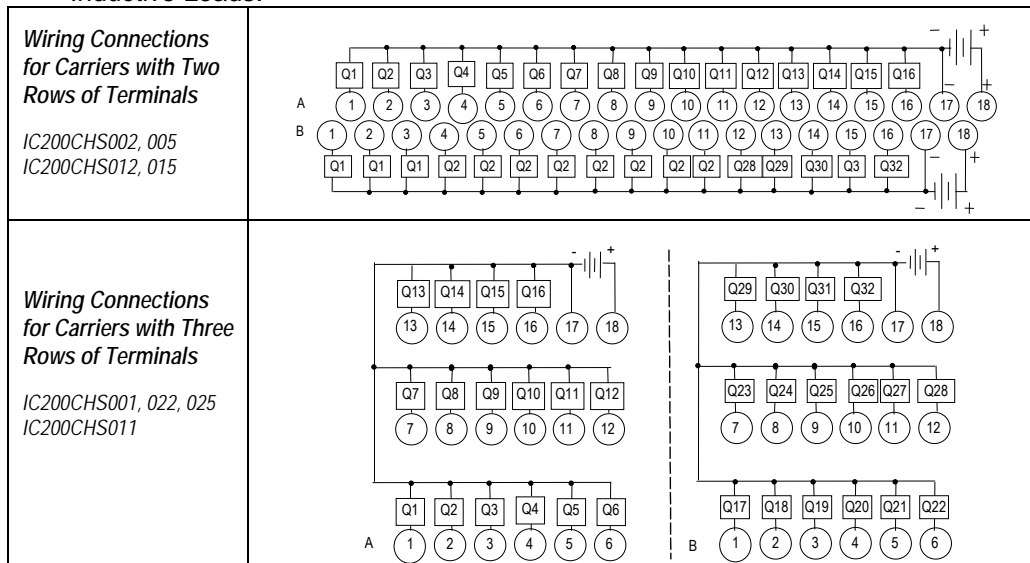 Inductive Loads.
Wiring Connections
for Carriers with Two
Rows of Terminals
IC200CHS002, 005
IC200CHS012, 015
− +
Q1 Q2 Q3 Q4 Q5 Q6 Q7 Q8 Q9 Q10 Q11 Q12 Q13 Q14 Q15 Q16 − +
A 1 2 3 4 5 6 7 8 9 10 11 12 13 14 15 16 17 18
B 1 2 3 4 5 6 7 8 9 10 11 12 13 14 15 16 17 18
Q1 Q1 Q1 Q2 Q2 Q2 Q2 Q2 Q2 Q2 Q2 Q28 Q29 Q30 Q3 Q32 − +
− +
Wiring Connections
for Carriers with Three
Rows of Terminals
IC200CHS001, 022, 025
IC200CHS011
- +
Q13 Q14 Q15 Q16
13 14 15 16 17 18
Q7 Q8 Q9 Q10 Q11 Q12
7 8 9 10 11 12
Q1 Q2 Q3 Q4 Q5 Q6
A 1 2 3 4 5 6
- +
Q29 Q30 Q31 Q32
13 14 15 16 17 18
Q23 Q24 Q25 Q26 Q27 Q28
7 8 9 10 11 12
Q17 Q18 Q19 Q20 Q21 Q22
B 1 2 3 4 5 6